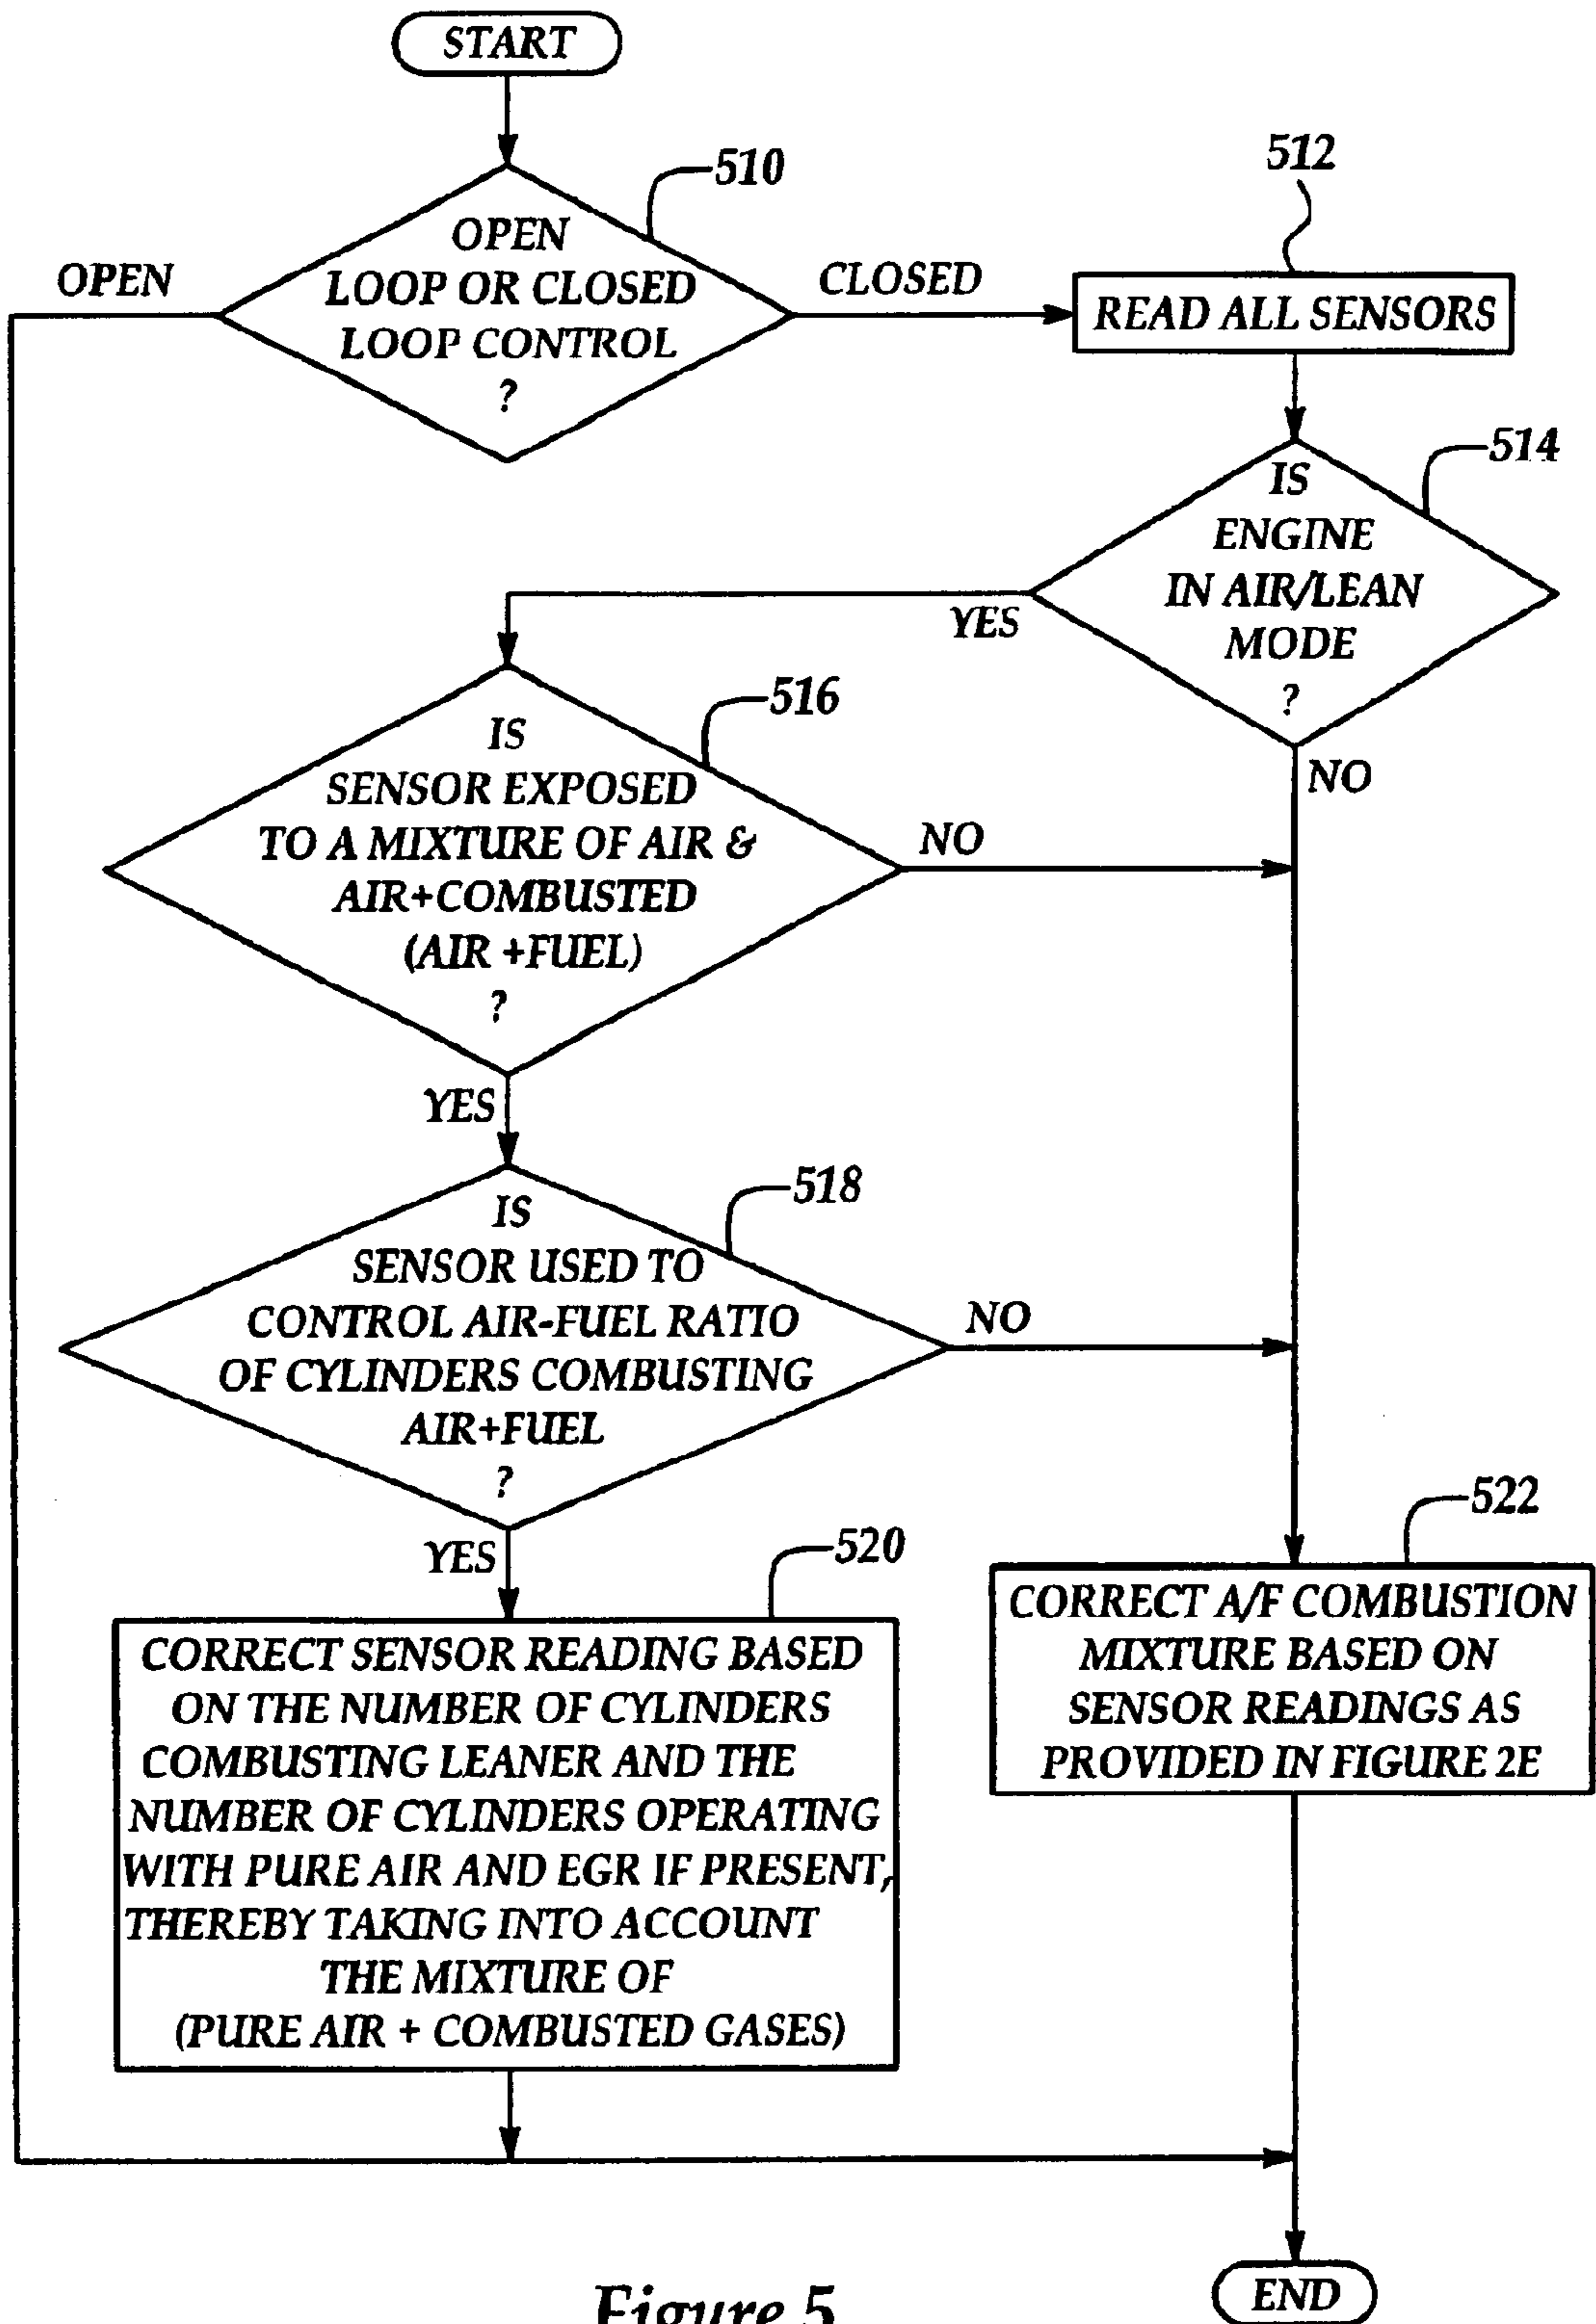 START
510
OPEN
LOOP OR CLOSED
LOOP CONTROL
?
OPEN
CLOSED
512
READ ALL SENSORS
514
IS
ENGINE
IN AIR/LEAN
MODE
?
YES
NO
516
IS
SENSOR EXPOSED
TO A MIXTURE OF AIR &
AIR+COMBUSTED
(AIR +FUEL)
?
NO
YES
518
IS
SENSOR USED TO
CONTROL AIR-FUEL RATIO
OF CYLINDERS COMBUSTING
AIR+FUEL
?
NO
YES
520
CORRECT SENSOR READING BASED
ON THE NUMBER OF CYLINDERS
COMBUSTING LEANER AND THE
NUMBER OF CYLINDERS OPERATING
WITH PURE AIR AND EGR IF PRESENT,
THEREBY TAKING INTO ACCOUNT
THE MIXTURE OF
(PURE AIR + COMBUSTED GASES)
522
CORRECT A/F COMBUSTION
MIXTURE BASED ON
SENSOR READINGS AS
PROVIDED IN FIGURE 2E
END
Figure 5